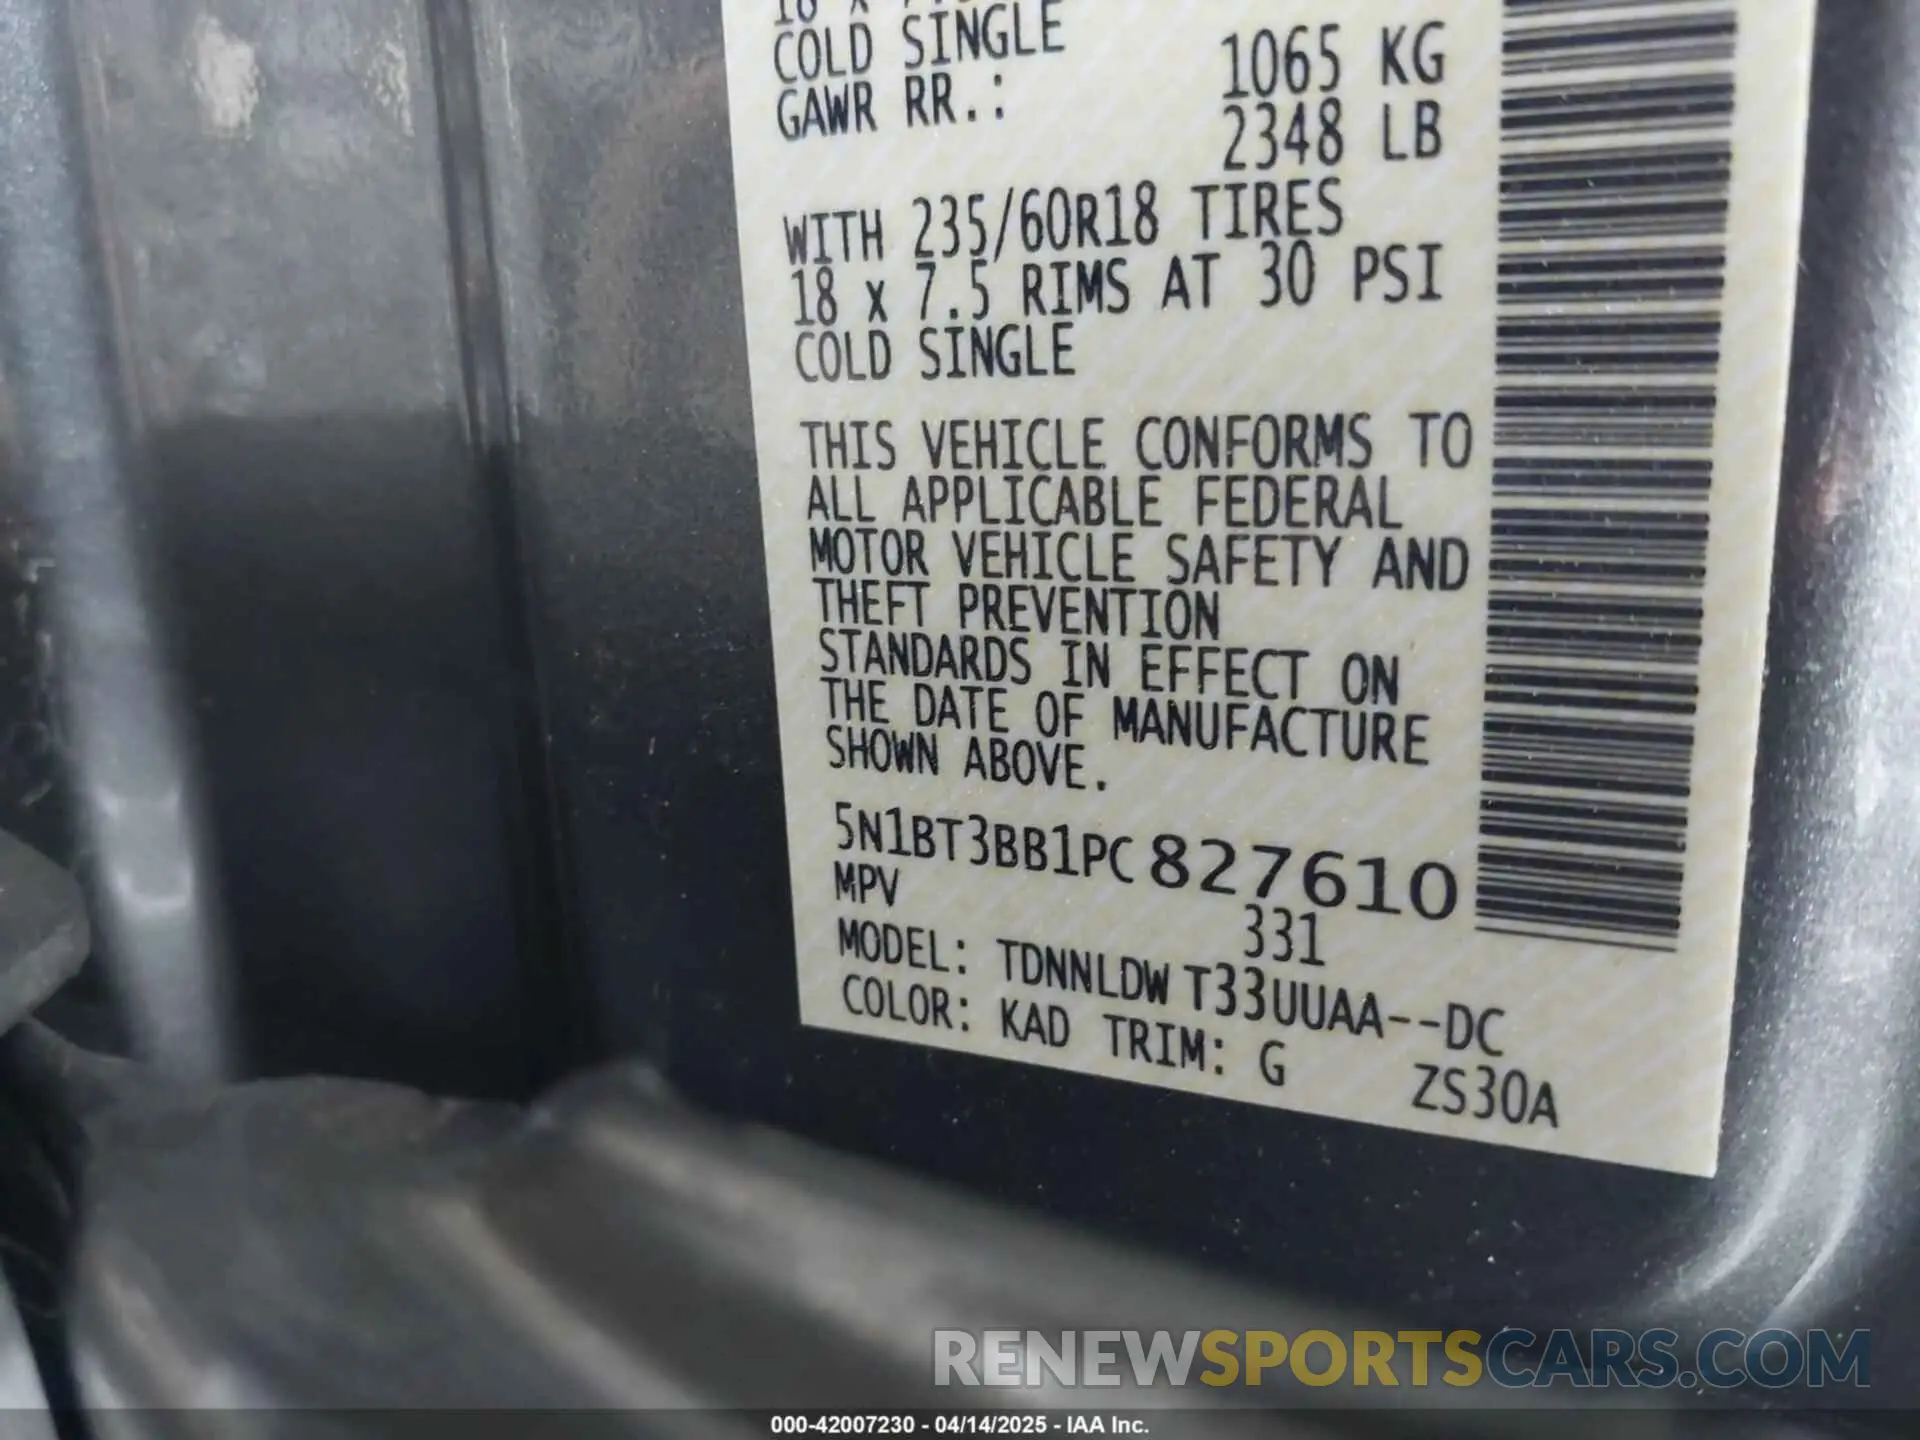 COLD SINGLE
GAWR RR.: 1065 KG
2348 LB
WITH 235/60R18 TIRES
18 x 7.5 RIMS AT 30 PSI
COLD SINGLE
THIS VEHICLE CONFORMS TO
ALL APPLICABLE FEDERAL
MOTOR VEHICLE SAFETY AND
THEFT PREVENTION
STANDARDS IN EFFECT ON
THE DATE OF MANUFACTURE
SHOWN ABOVE.
5N1BT3BB1PC827610
MPV 331
MODEL: TDNNLDW T33UUAA--DC
COLOR: KAD TRIM: G ZS30A
RENEWSPORTSCARS.COM
000-42007230 - 04/14/2025 - IAA Inc.